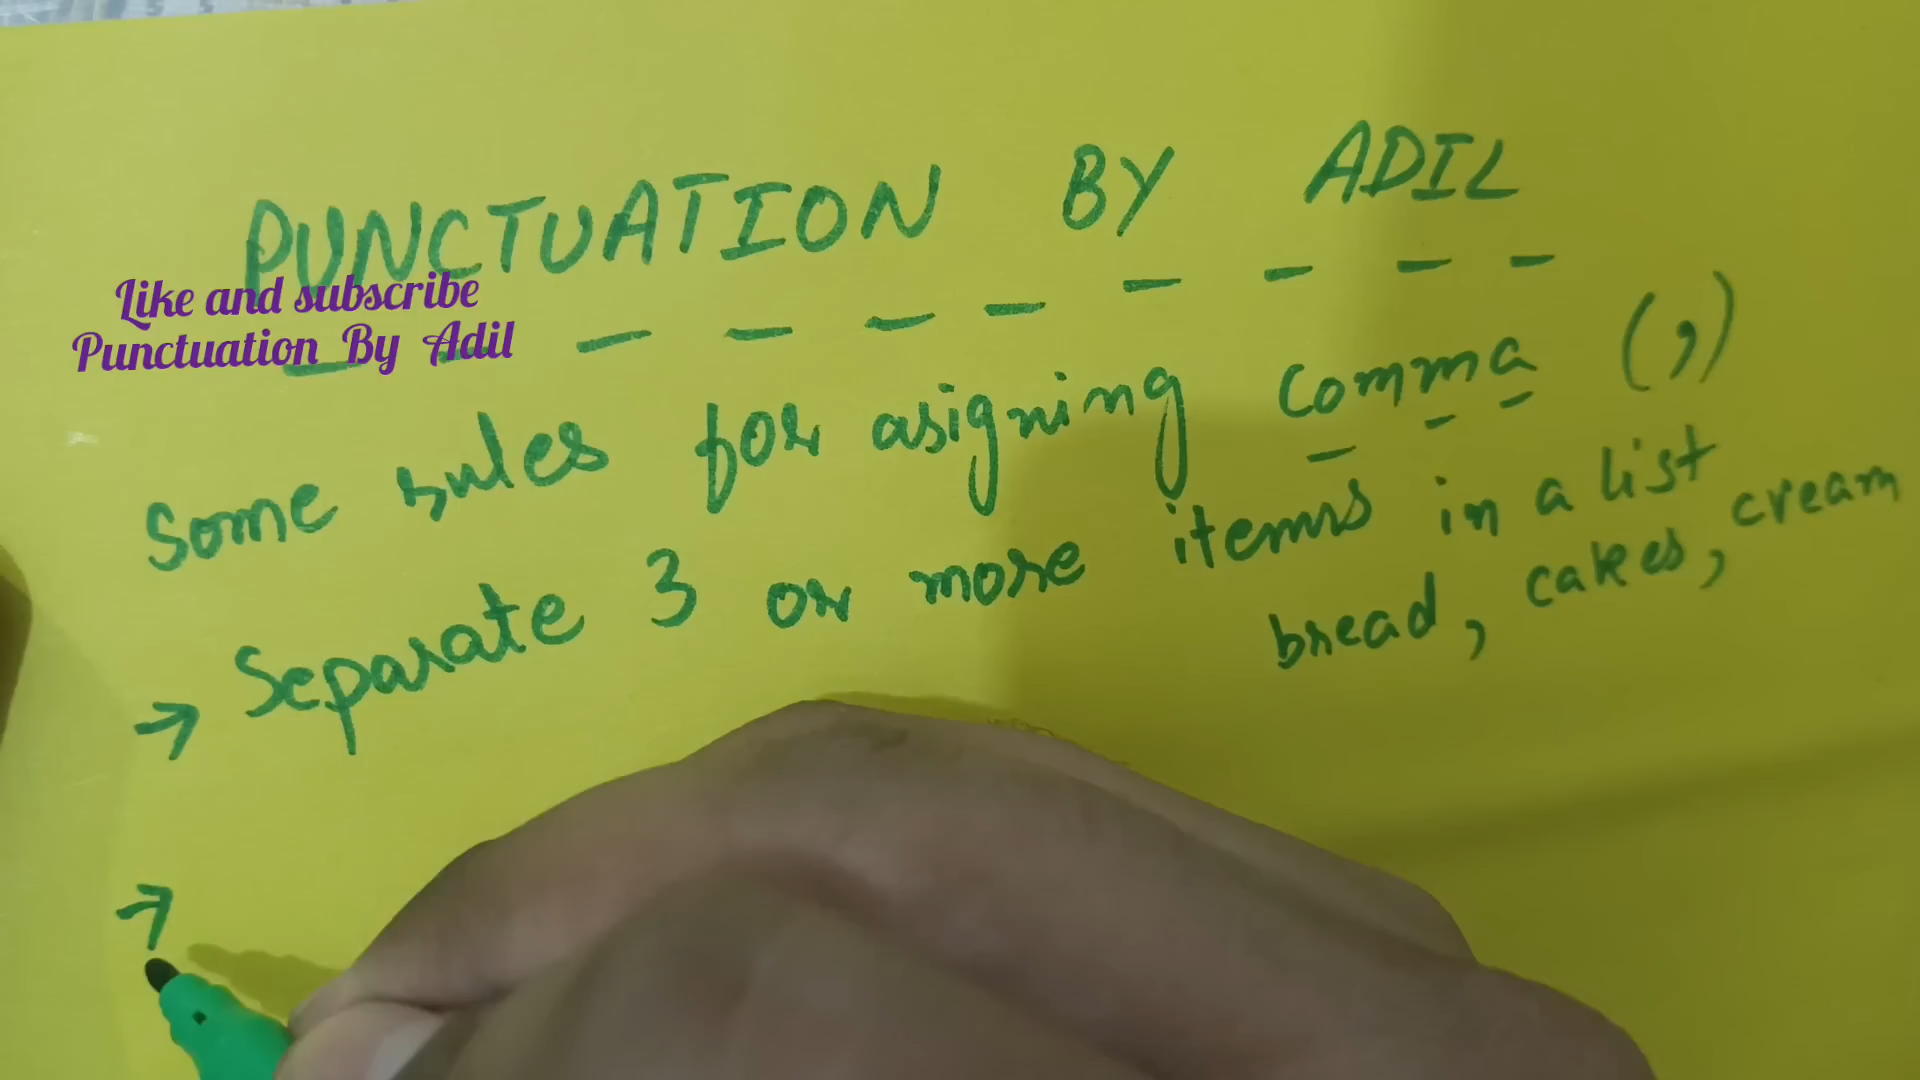 PUNCTUATION BY ADIL
Like and subscribe
Punctuation By Adil
Some rules for asigning comma (,)
→ Separate 3 or more items in a list
bread, cakes, cream
→